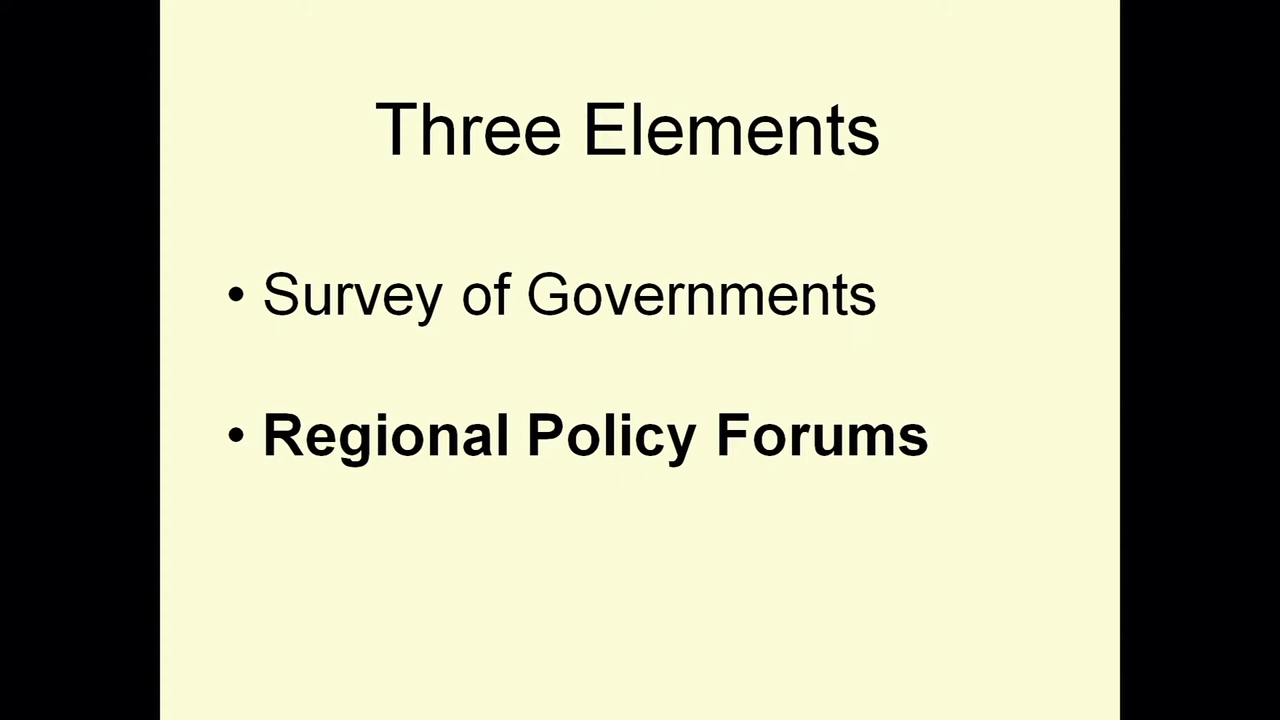 Three Elements
• Survey of Governments
• Regional Policy Forums